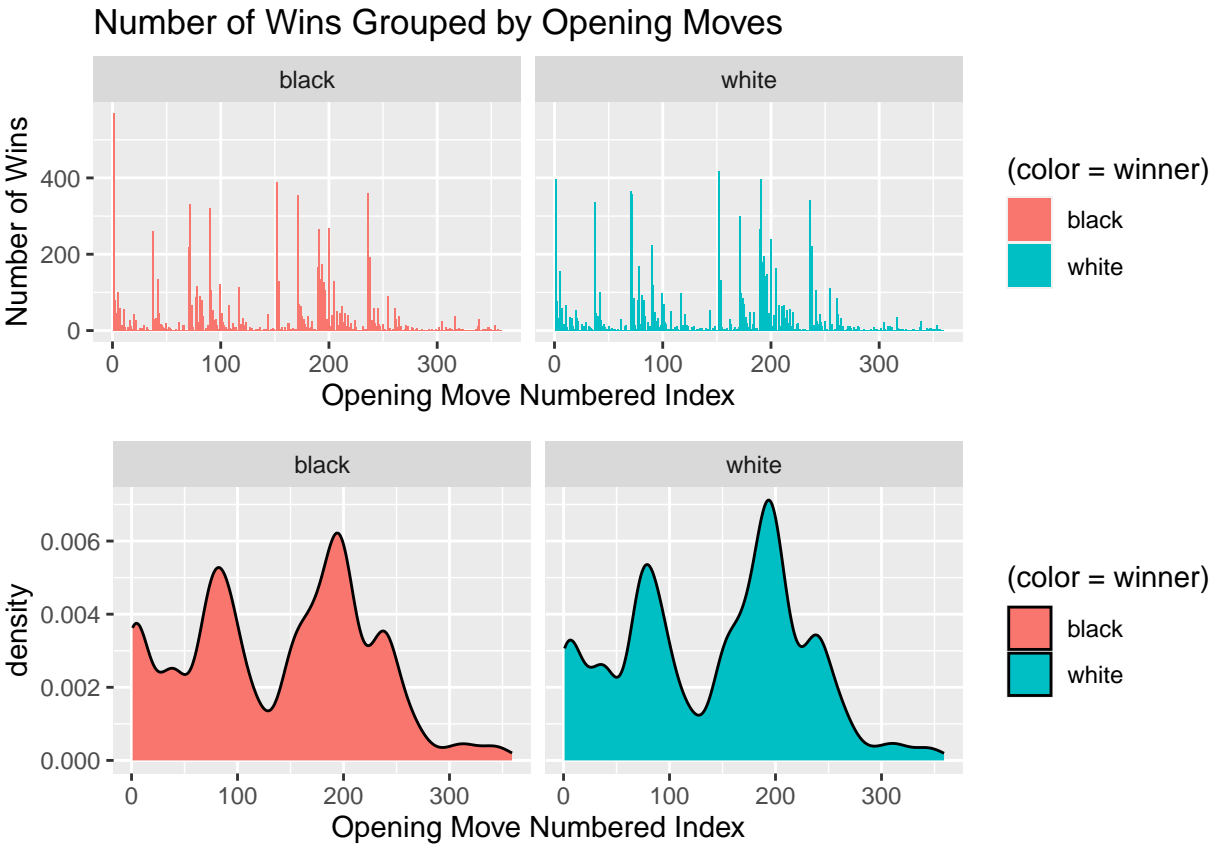 Number of Wins Grouped by Opening Moves
black
white
Number of Wins
400
200
0
0
100
200
300
0
100
200
300
Opening Move Numbered Index
(color = winner)
black
white
black
white
density
0.006
0.004
0.002
0.000
0
100
200
300
0
100
200
300
Opening Move Numbered Index
(color = winner)
black
white